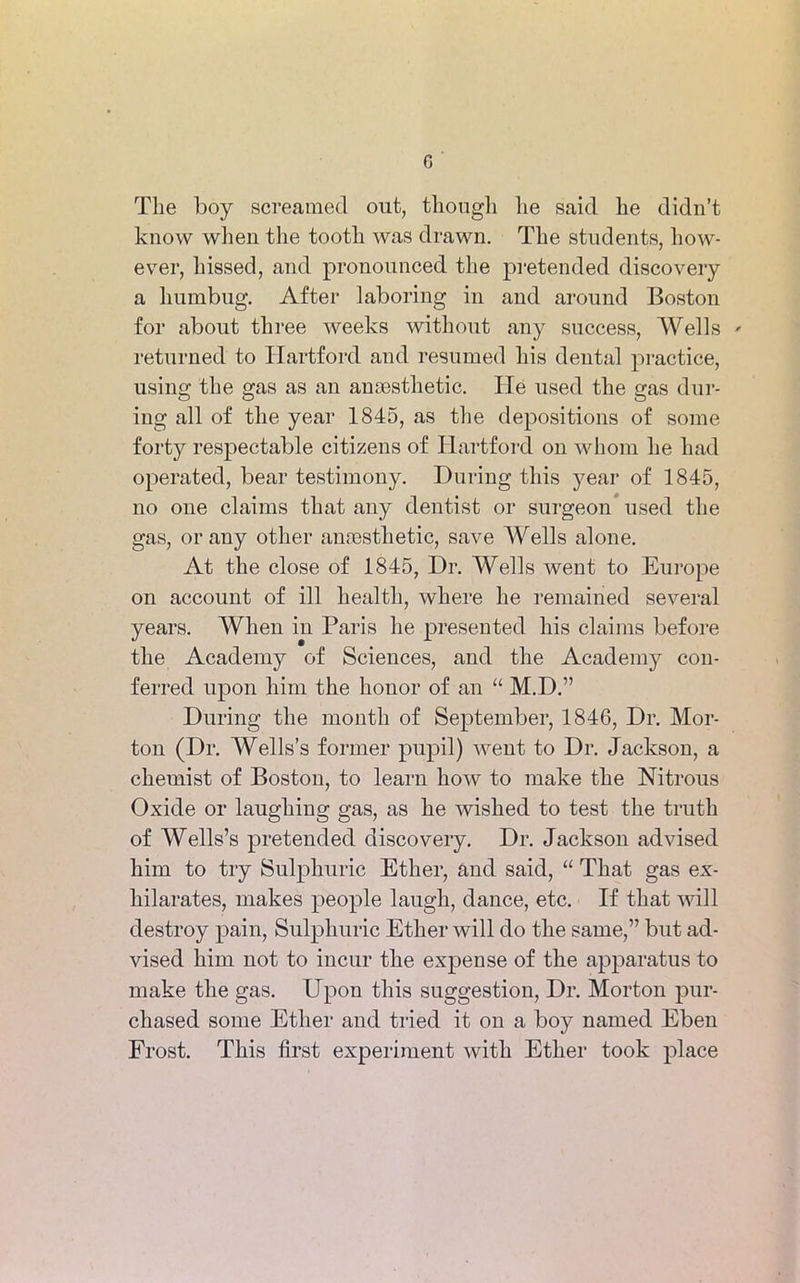 6
The boy screamed out, though he said he didn’t
know when the tooth was drawn. The students, how-
ever, hissed, and pronounced the pretended discovery
a humbug. After laboring in and around Boston
for about three weeks without any success, Wells
returned to Hartford and resumed his dental practice,
using the gas as an anæsthetic. He used the gas dur-
ing all of the year 1845, as the depositions of some
forty respectable citizens of Hartford on whom he had
operated, bear testimony. During this year of 1845,
no one claims that any dentist or surgeon used the
gas, or any other anæsthetic, save Wells alone.
At the close of 1845, Dr. Wells went to Europe
on account of ill health, where he remained several
years. When in Paris he presented his claims before
the Academy of Sciences, and the Academy con-
ferred upon him the honor of an “ M.D.”
During the month of September, 1846, Dr. Mor-
ton (Dr. Wells’s former pupil) went to Dr. Jackson, a
chemist of Boston, to learn how to make the Nitrous
Oxide or laughing gas, as he wished to test the truth
of Wells’s pretended discovery. Dr. Jackson advised
him to try Sulphuric Ether, and said, “ That gas ex-
hilarates, makes people laugh, dance, etc. If that will
destroy pain, Sulphuric Ether will do the same,” but ad-
vised him not to incur the expense of the apparatus to
make the gas. Upon this suggestion, Dr. Morton pur-
chased some Ether and tried it on a boy named Eben
Frost. This first experiment with Ether took place